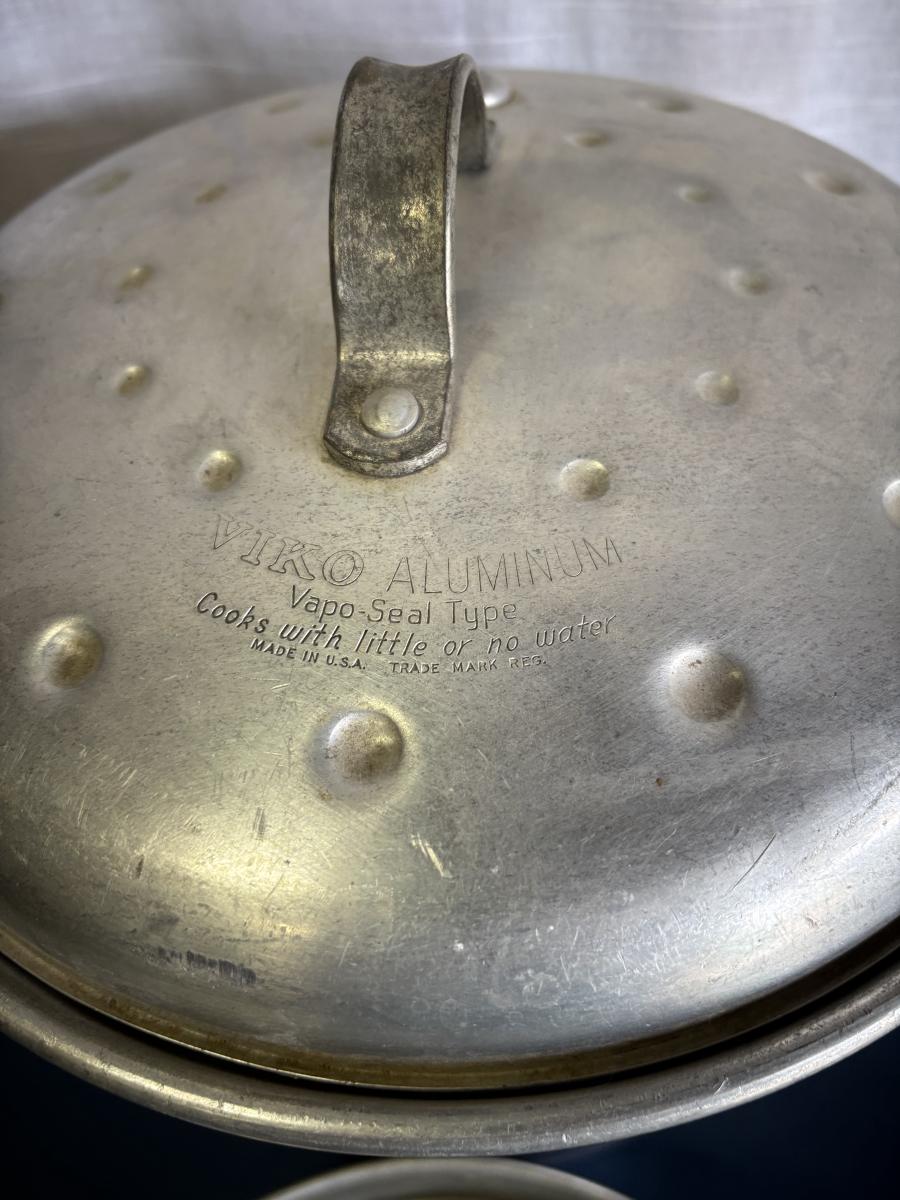 VIKO ALUMINUM
Vapo-Seal Type
Cooks with little or no water
MADE IN U.S.A. TRADE MARK REG.